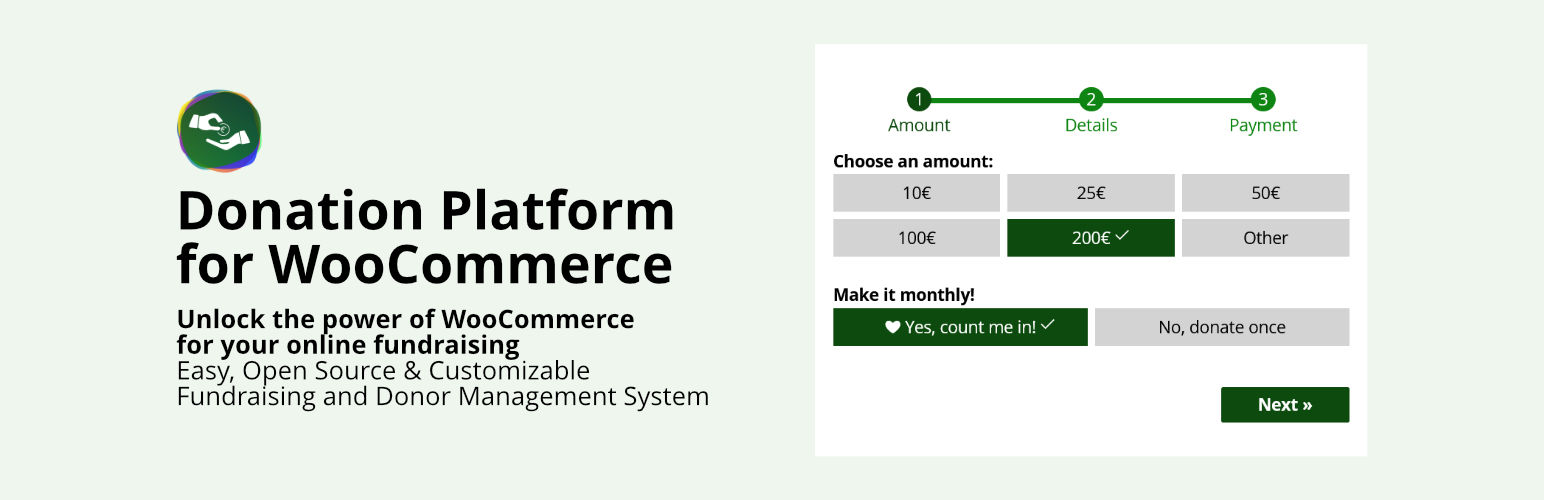 Donation Platform
for WooCommerce
Unlock the power of WooCommerce
for your online fundraising
Easy, Open Source & Customizable
Fundraising and Donor Management System
1 2 3
Amount Details Payment
Choose an amount:
10€ 25€ 50€
100€ 200€ Other
Make it monthly!
Yes, count me in! No, donate once
Next »